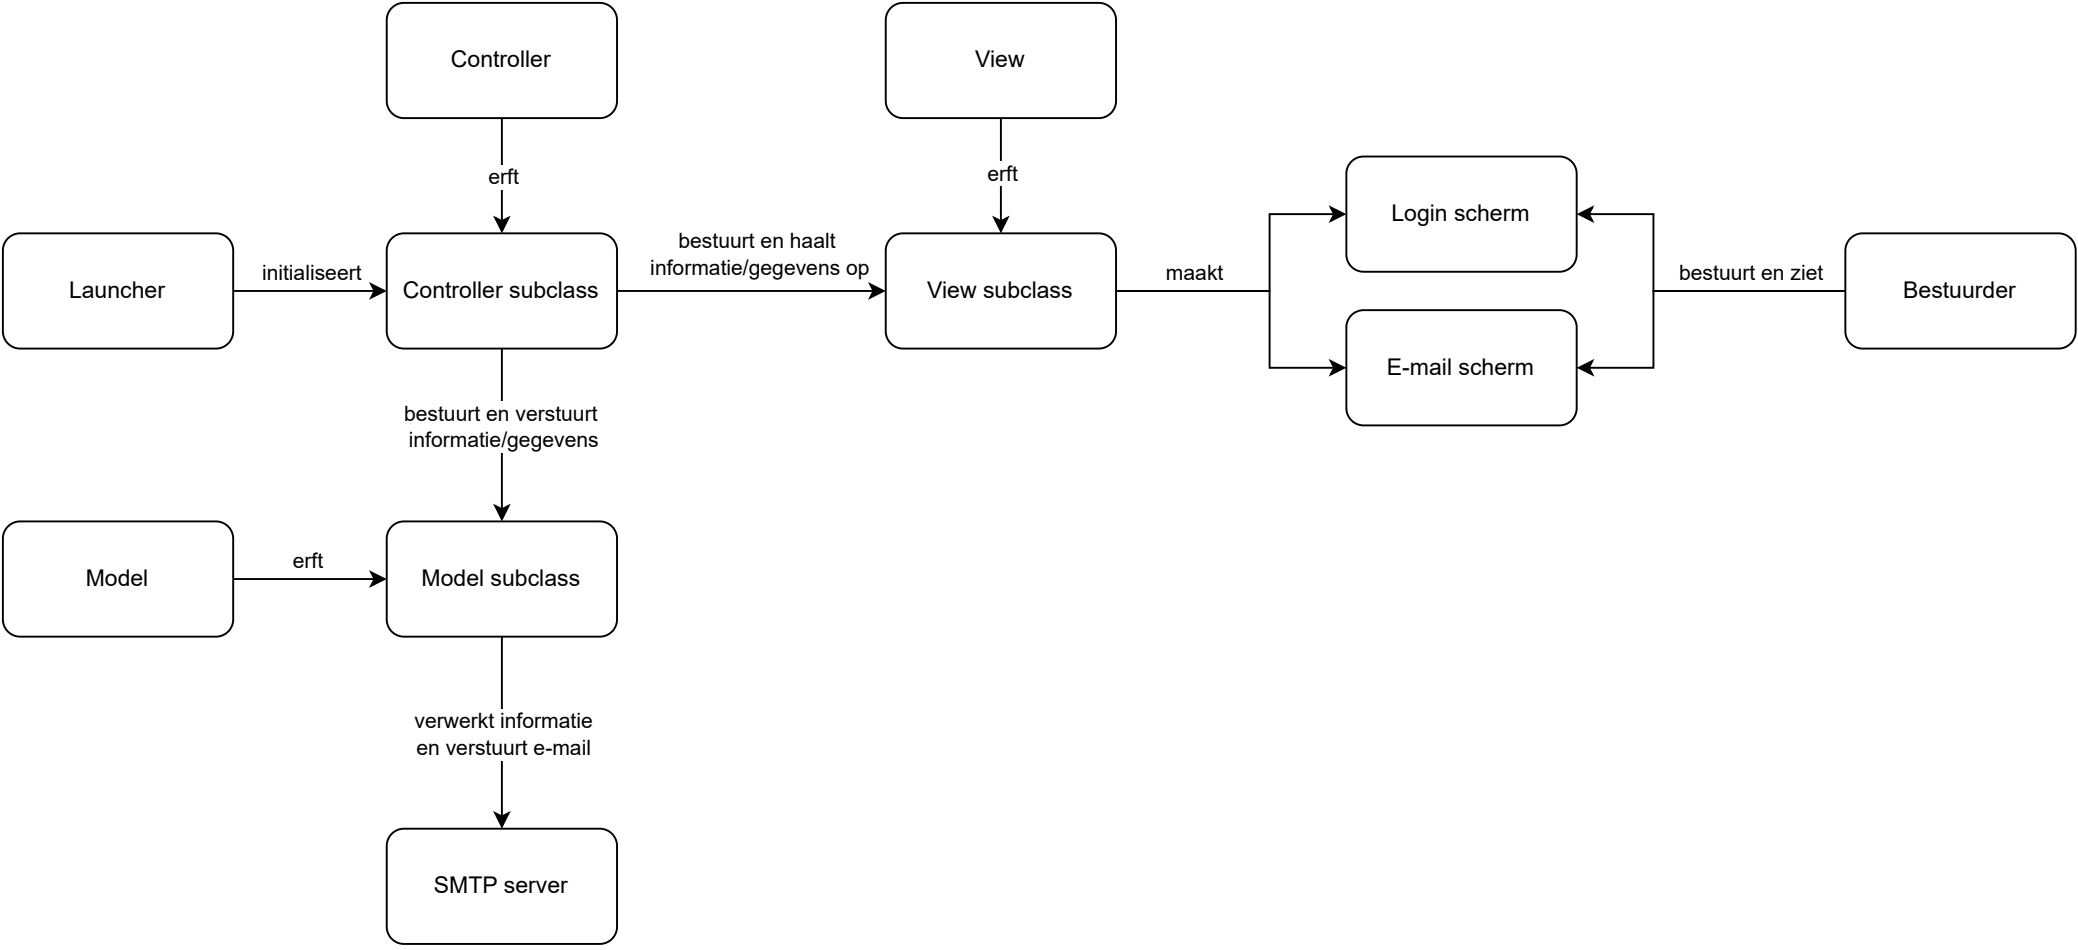 Controller
View
erft
erft
Login scherm
bestuurt en haalt
informatie/gegevens op
Launcher
initialiseert
Controller subclass
View subclass
maakt
bestuurt en ziet
Bestuurder
E-mail scherm
bestuurt en verstuurt
informatie/gegevens
Model
erft
Model subclass
verwerkt informatie
en verstuurt e-mail
SMTP server